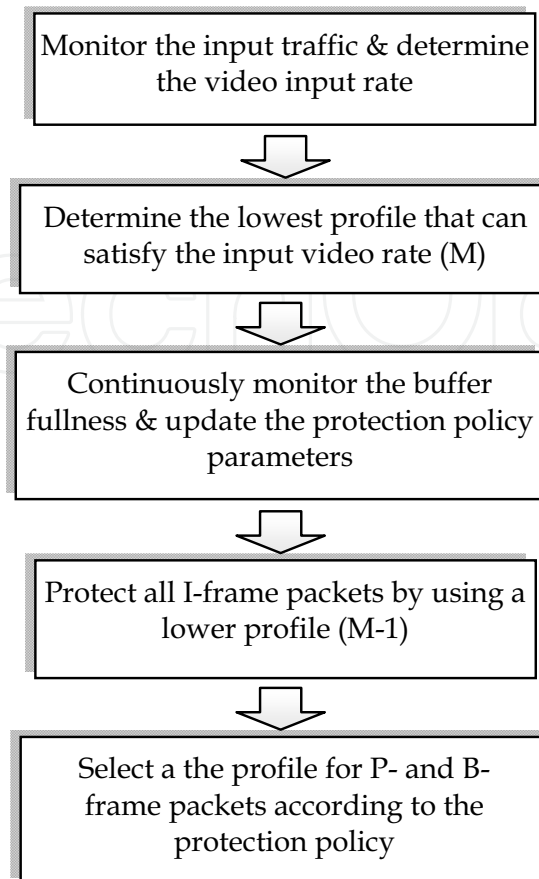 Monitor the input traffic & determine
the video input rate
Determine the lowest profile that can
satisfy the input video rate (M)
Continuously monitor the buffer
fullness & update the protection policy
parameters
Protect all I-frame packets by using a
lower profile (M-1)
Select a the profile for P- and B-
frame packets according to the
protection policy